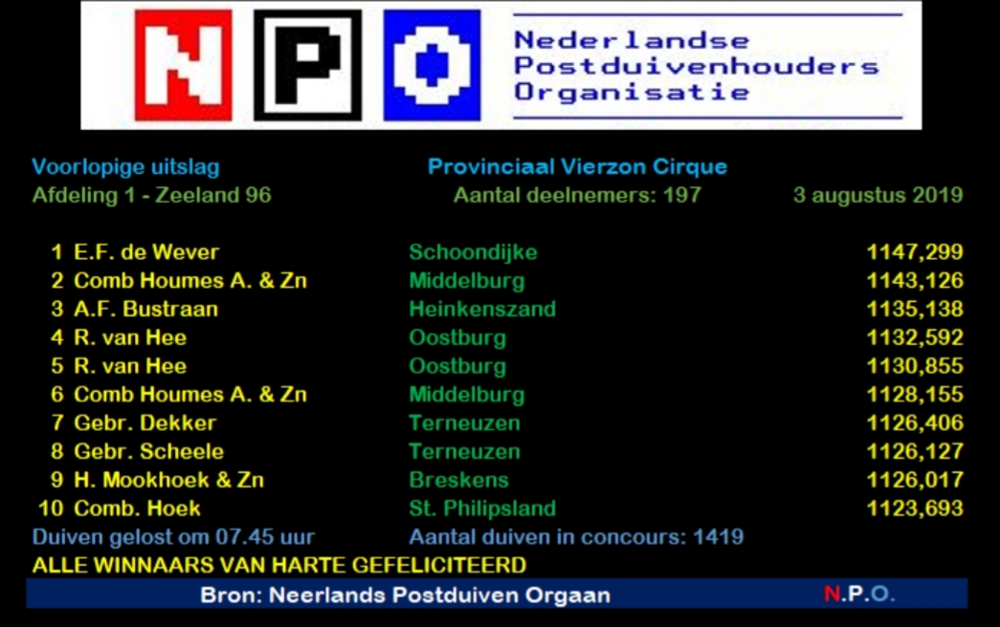 NPO Nederlandse
Postduivenhouders
Organisatie
Voorlopige uitslag Provinciaal Vierzon Cirque
Afdeling 1 - Zeeland 96 Aantal deelnemers: 197 3 augustus 2019
1 E.F. de Wever Schoondijke 1147,299
2 Comb Houmes A. & Zn Middelburg 1143,126
3 A.F. Bustraan Heinkenszand 1135,138
4 R. van Hee Oostburg 1132,592
5 R. van Hee Oostburg 1130,855
6 Comb Houmes A. & Zn Middelburg 1128,155
7 Gebr. Dekker Terneuzen 1126,406
8 Gebr. Scheele Terneuzen 1126,127
9 H. Mookhoek & Zn Breskens 1126,017
10 Comb. Hoek St. Philipsland 1123,693
Duiven gelost om 07.45 uur Aantal duiven in concours: 1419
ALLE WINNAARS VAN HARTE GEFELICITEERD
Bron: Neerlands Postduiven Orgaan N.P.O.